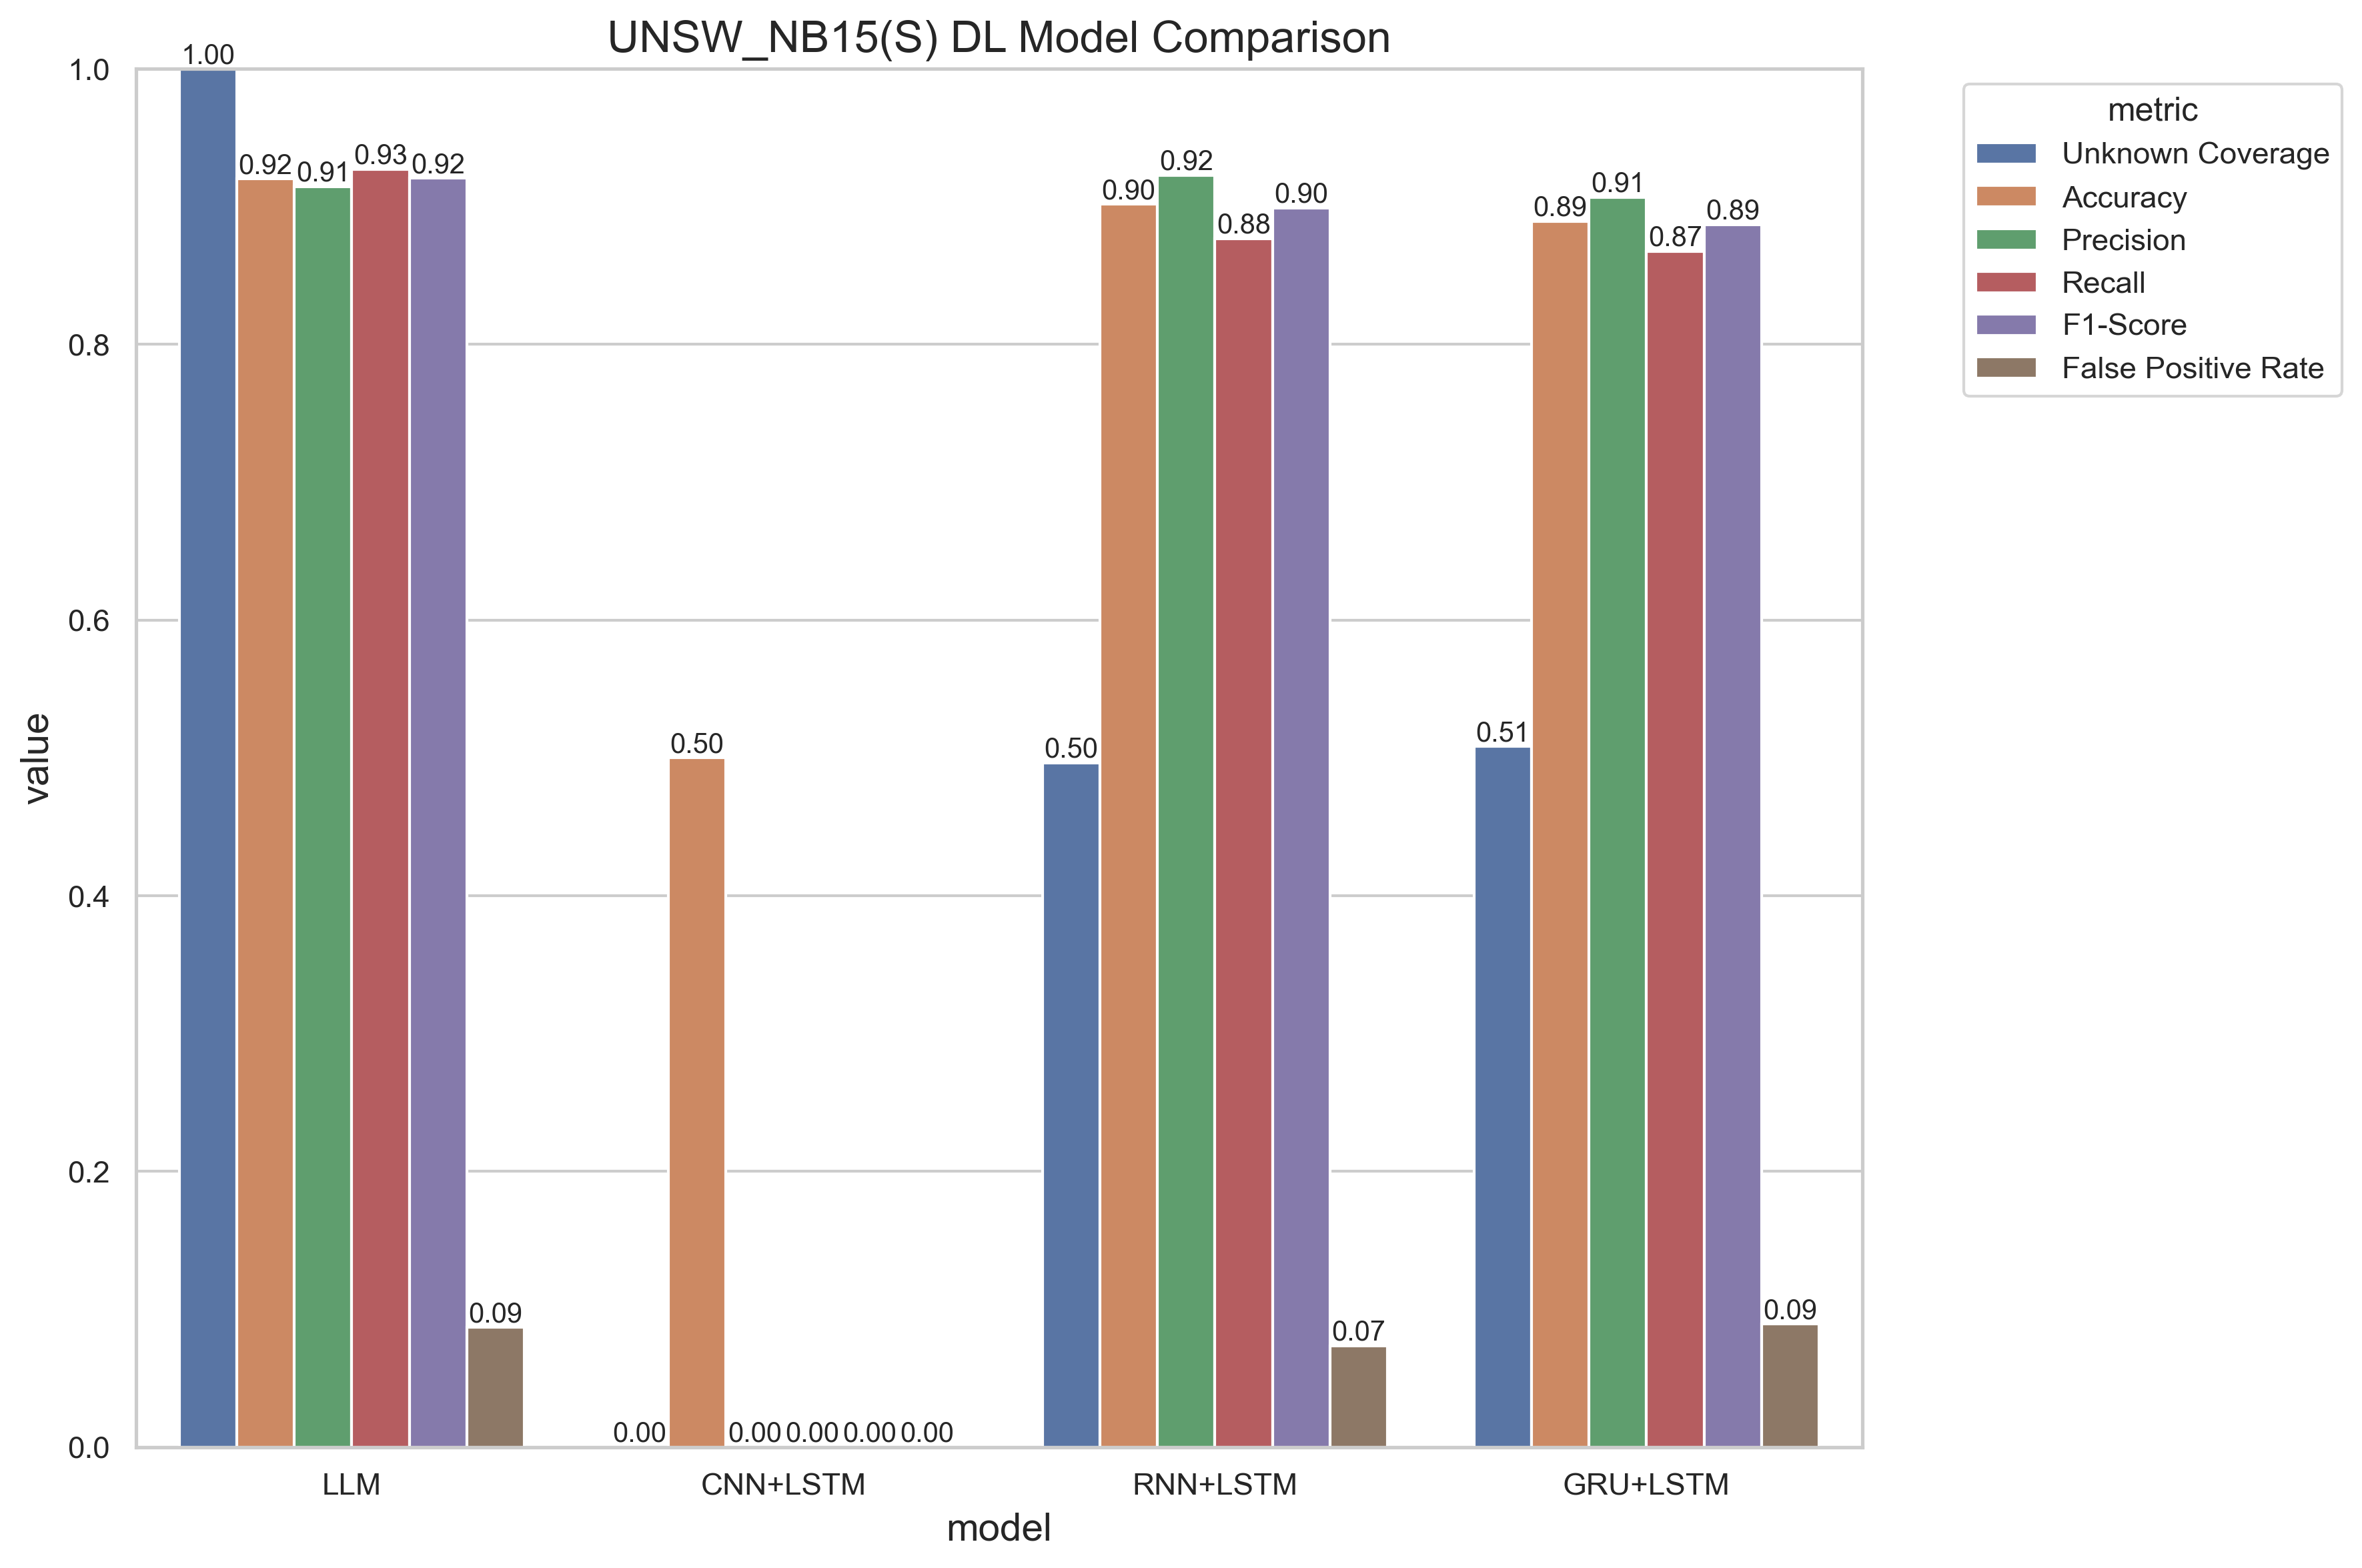 UNSW_NB15(S) DL Model Comparison
value
1.0
0.8
0.6
0.4
0.2
0.0
1.00
0.92
0.91
0.93
0.92
0.09
0.00
0.50
0.00
0.00
0.00
0.00
0.50
0.90
0.92
0.88
0.90
0.07
0.51
0.89
0.91
0.87
0.89
0.09
LLM
CNN+LSTM
RNN+LSTM
GRU+LSTM
model
metric
Unknown Coverage
Accuracy
Precision
Recall
F1-Score
False Positive Rate